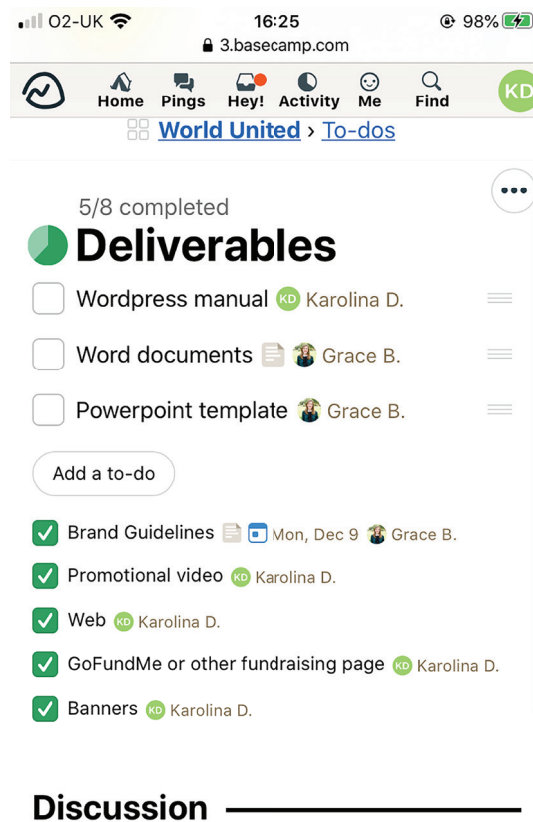 O2-UK 16:25 98%
3.basecamp.com
Home Pings Hey! Activity Me Find KD
World United › To-dos
5/8 completed
Deliverables
Wordpress manual KD Karolina D.
Word documents Grace B.
Powerpoint template Grace B.
Add a to-do
Brand Guidelines Mon, Dec 9 Grace B.
Promotional video KD Karolina D.
Web KD Karolina D.
GoFundMe or other fundraising page KD Karolina D.
Banners KD Karolina D.
Discussion